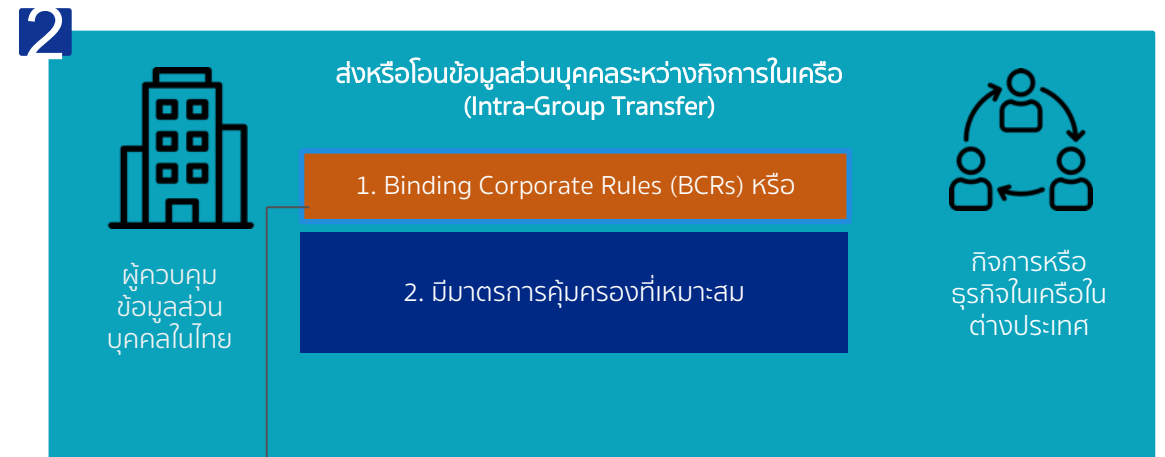 2
ส่งหรือโอนข้อมูลส่วนบุคคลระหว่างกิจการในเครือ
(Intra-Group Transfer)
1. Binding Corporate Rules (BCRs) หรือ
2. มีมาตรการคุ้มครองที่เหมาะสม
ผู้ควบคุม
ข้อมูลส่วน
บุคคลในไทย
กิจการหรือ
ธุรกิจในเครือใน
ต่างประเทศ